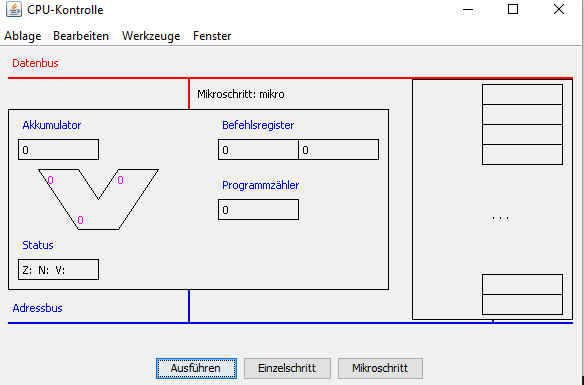 CPU-Kontrolle
Ablage Bearbeiten Werkzeuge Fenster
Datenbus
Mikroschritt: mikro
Akkumulator Befehlsregister
0 0 0
0 0
Programmzähler
0
0
Status
Z: N: V:
...
Adressbus
Ausführen Einzelschritt Mikroschritt